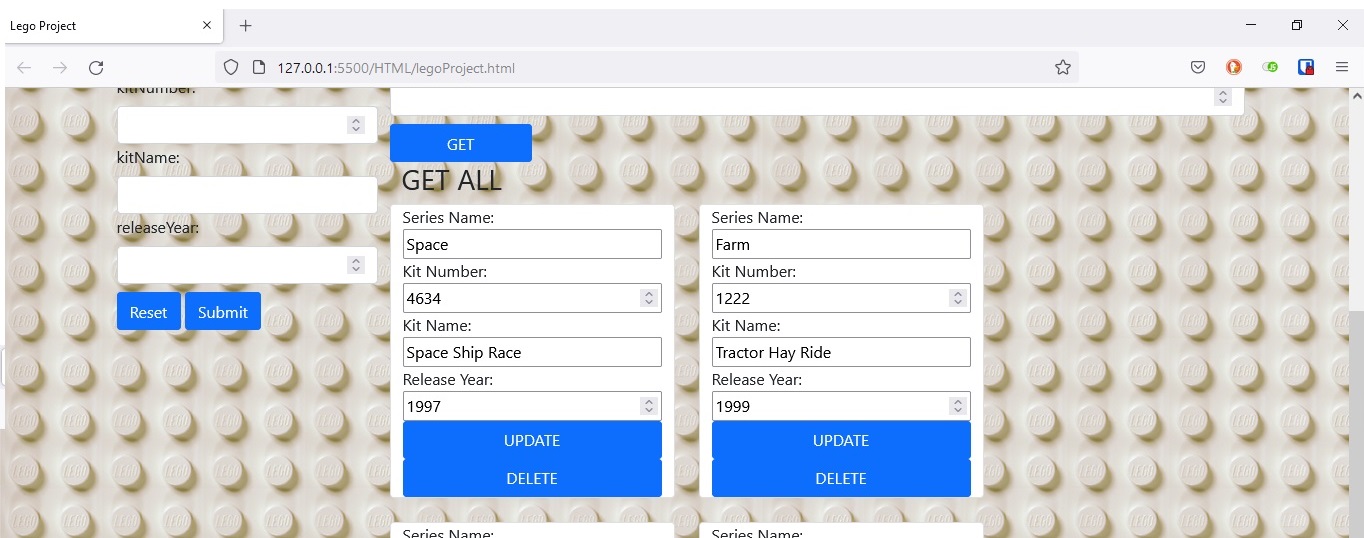 Lego Project
127.0.0.1:5500/HTML/legoProject.html
kitNumber:
kitName:
releaseYear:
Reset Submit
GET
GET ALL
Series Name:
Space
Kit Number:
4634
Kit Name:
Space Ship Race
Release Year:
1997
UPDATE
DELETE
Series Name:
Farm
Kit Number:
1222
Kit Name:
Tractor Hay Ride
Release Year:
1999
UPDATE
DELETE
Series Name:
Series Name: